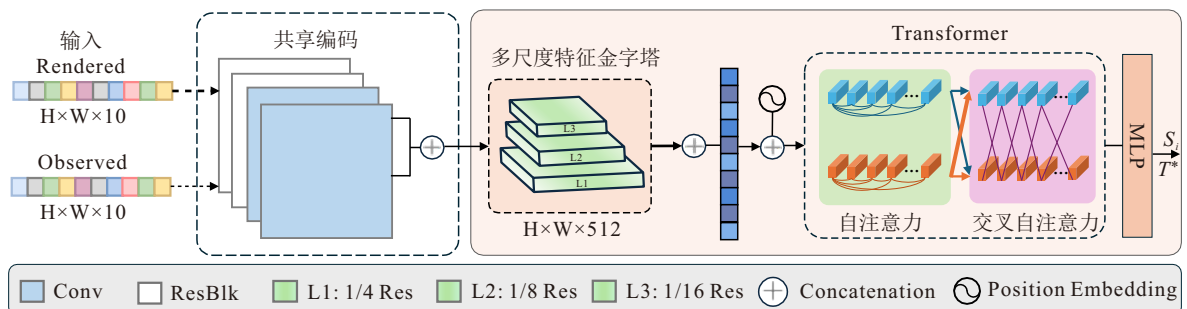 输入
Rendered
H×W×10
Observed
H×W×10
共享编码
多尺度特征金字塔
L3
L2
L1
H×W×512
Transformer
...
...
...
...
自注意力
交叉自注意力
MLP
S_i
T*
Conv
ResBlk
L1: 1/4 Res
L2: 1/8 Res
L3: 1/16 Res
Concatenation
Position Embedding